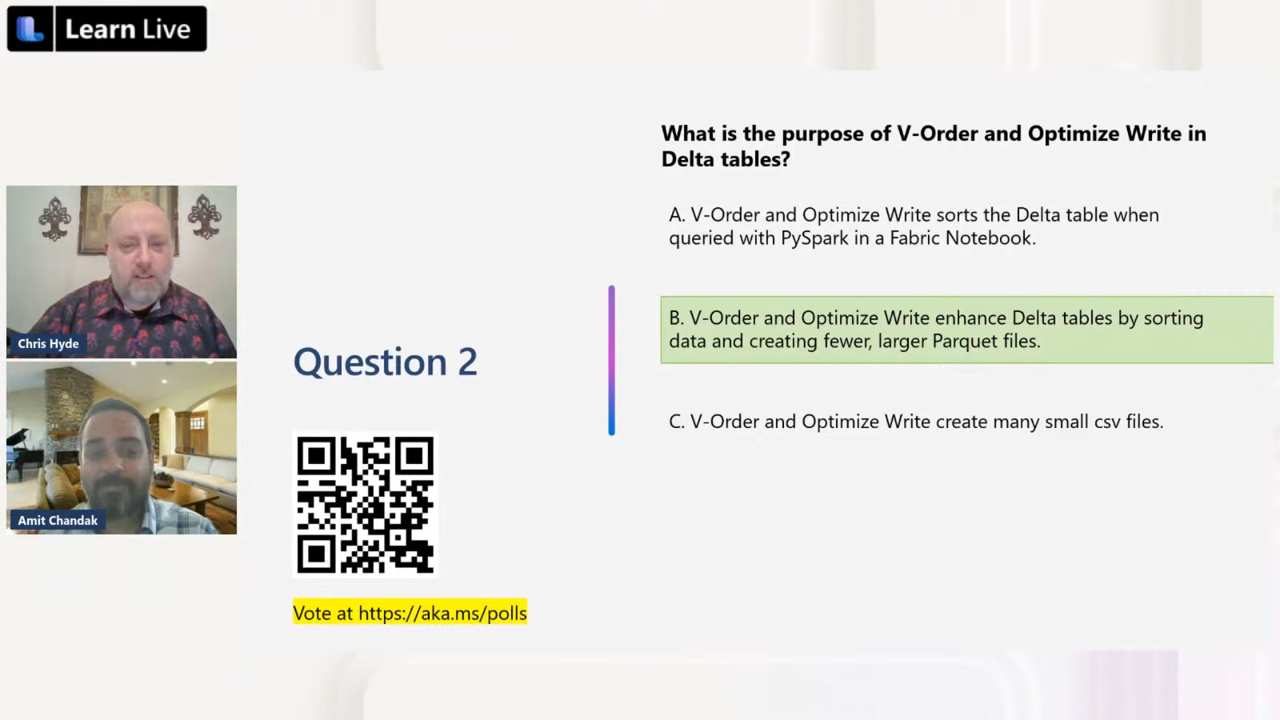 Learn Live
Chris Hyde
Amit Chandak
Question 2
Vote at https://aka.ms/polls
What is the purpose of V-Order and Optimize Write in
Delta tables?
A. V-Order and Optimize Write sorts the Delta table when
queried with PySpark in a Fabric Notebook.
B. V-Order and Optimize Write enhance Delta tables by sorting
data and creating fewer, larger Parquet files.
C. V-Order and Optimize Write create many small csv files.